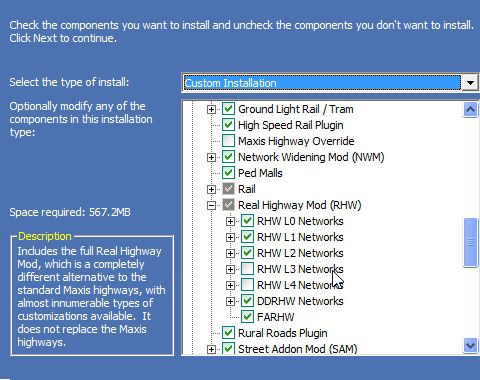 Check the components you want to install and uncheck the components you don't want to install.
Click Next to continue.
Select the type of install:
Custom Installation
Optionally modify any of the
components in this installation
type:
Ground Light Rail / Tram
High Speed Rail Plugin
Maxis Highway Override
Network Widening Mod (NWM)
Ped Malls
Rail
Real Highway Mod (RHW)
RHW L0 Networks
RHW L1 Networks
RHW L2 Networks
RHW L3 Networks
RHW L4 Networks
DDRHW Networks
FARHW
Rural Roads Plugin
Street Addon Mod (SAM)
Space required: 567.2MB
Description
Includes the full Real Highway
Mod, which is a completely
different alternative to the
standard Maxis highways, with
almost innumerable types of
customizations available. It
does not replace the Maxis
highways.